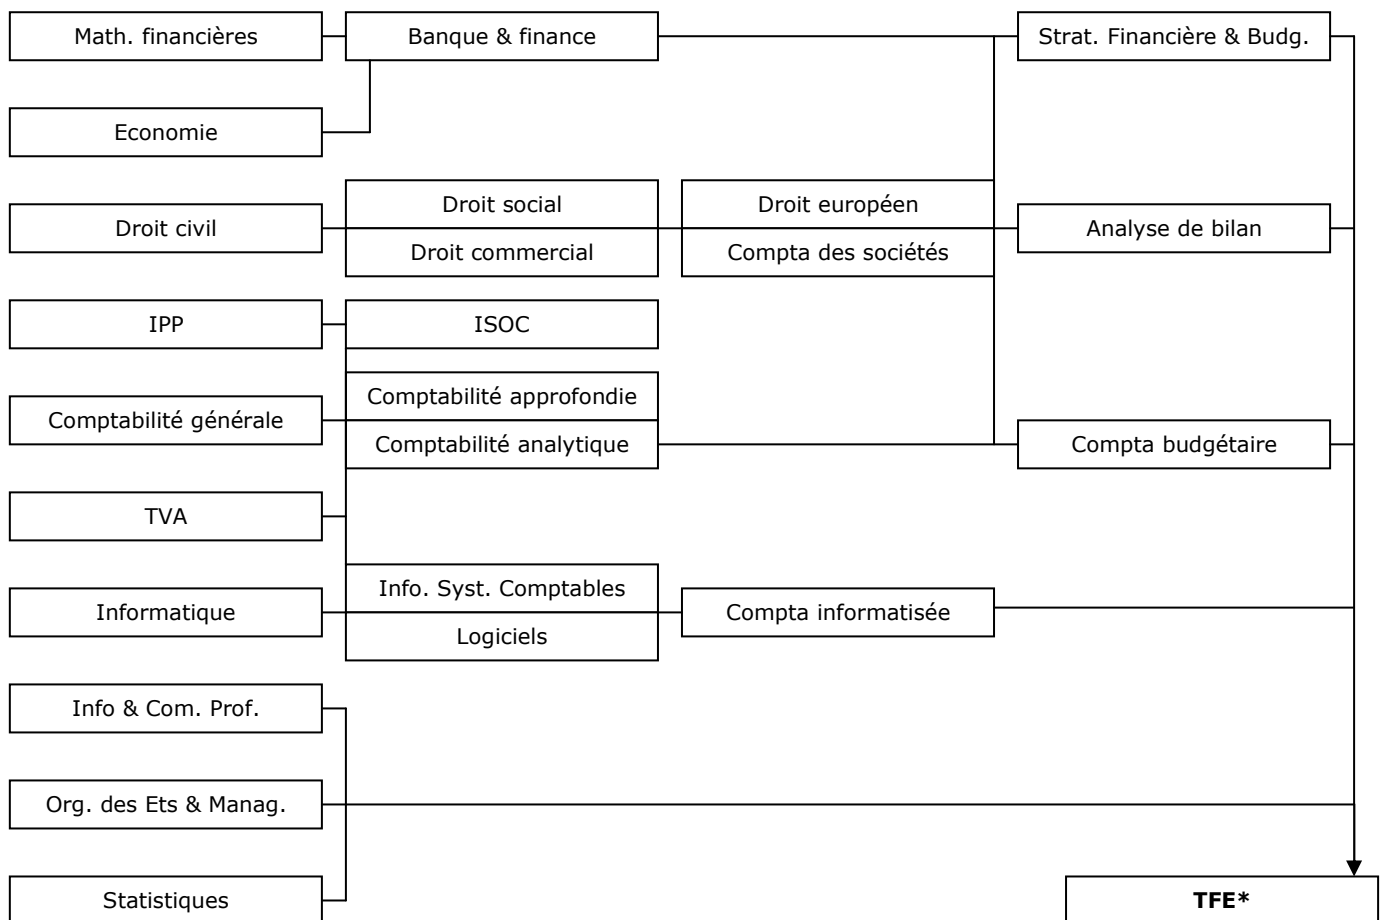 Math. financières
Banque & finance
Strat. Financière & Budg.
Economie
Droit civil
Droit social
Droit commercial
Droit européen
Compta des sociétés
Analyse de bilan
IPP
ISOC
Comptabilité générale
Comptabilité approfondie
Comptabilité analytique
Compta budgétaire
TVA
Informatique
Info. Syst. Comptables
Logiciels
Compta informatisée
Info & Com. Prof.
Org. des Ets & Manag.
Statistiques
TFE*